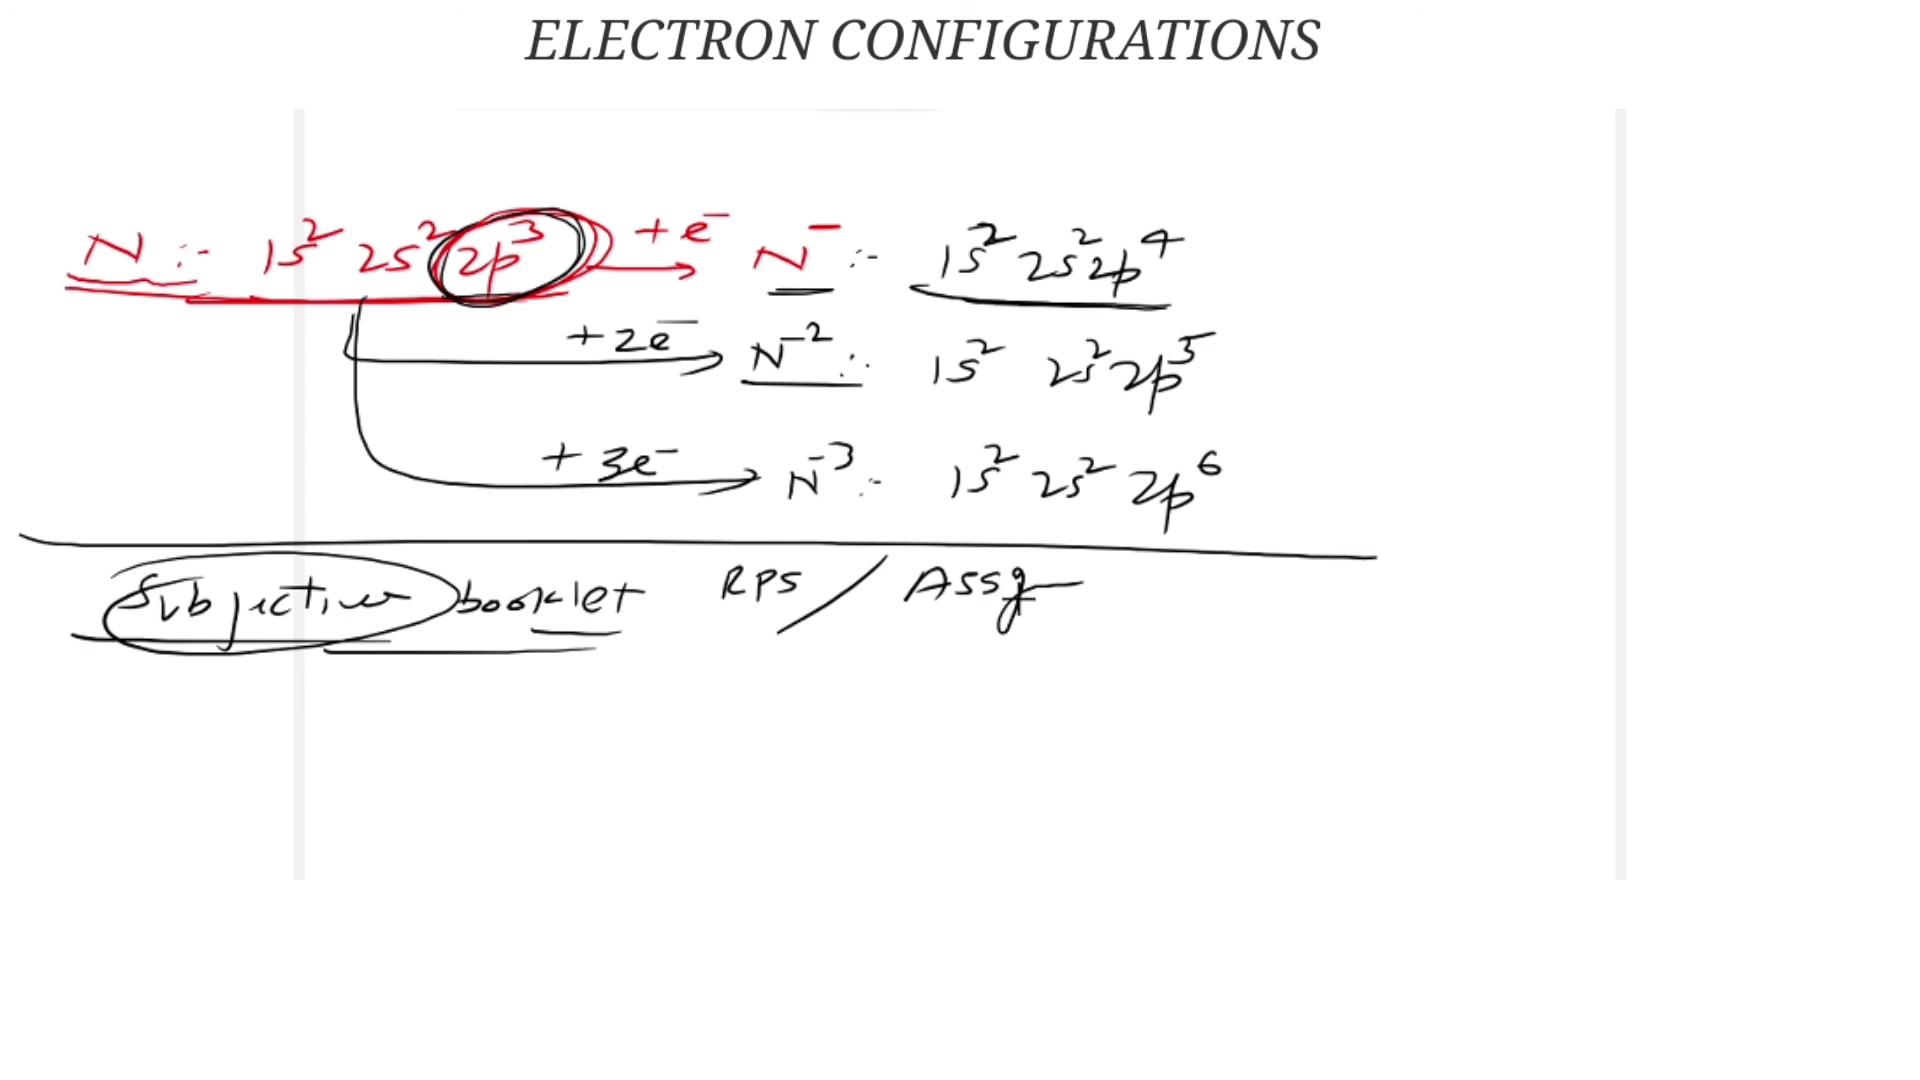 ELECTRON CONFIGURATIONS
N :- 1s² 2s² 2p³ +e⁻ → N⁻ :- 1s² 2s² 2p⁴
+2e⁻ → N⁻² :- 1s² 2s² 2p⁵
+3e⁻ → N⁻³ :- 1s² 2s² 2p⁶
Subjective booklet RPS / Assg